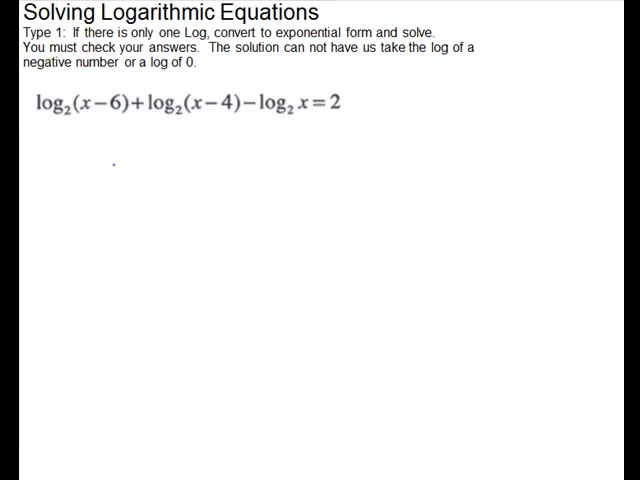 Solving Logarithmic Equations
Type 1: If there is only one Log, convert to exponential form and solve.
You must check your answers. The solution can not have us take the log of a
negative number or a log of 0.
log₂(x−6)+log₂(x−4)−log₂ x=2